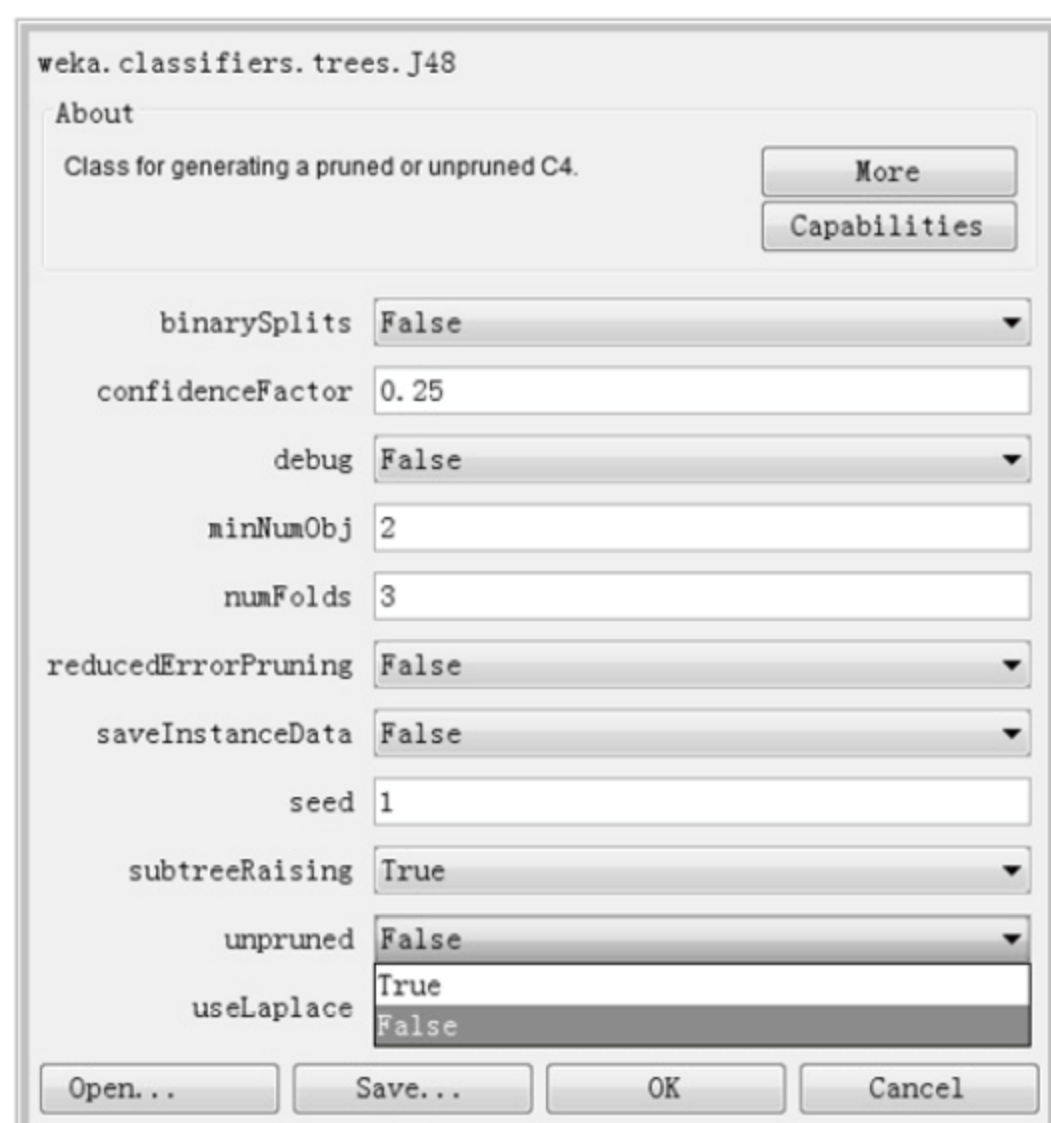 weka.classifiers.trees.J48
About
Class for generating a pruned or unpruned C4.
More
Capabilities
binarySplits False
confidenceFactor 0.25
debug False
minNumObj 2
numFolds 3
reducedErrorPruning False
saveInstanceData False
seed 1
subtreeRaising True
unpruned False
True
useLaplace
False
Open... Save... OK Cancel